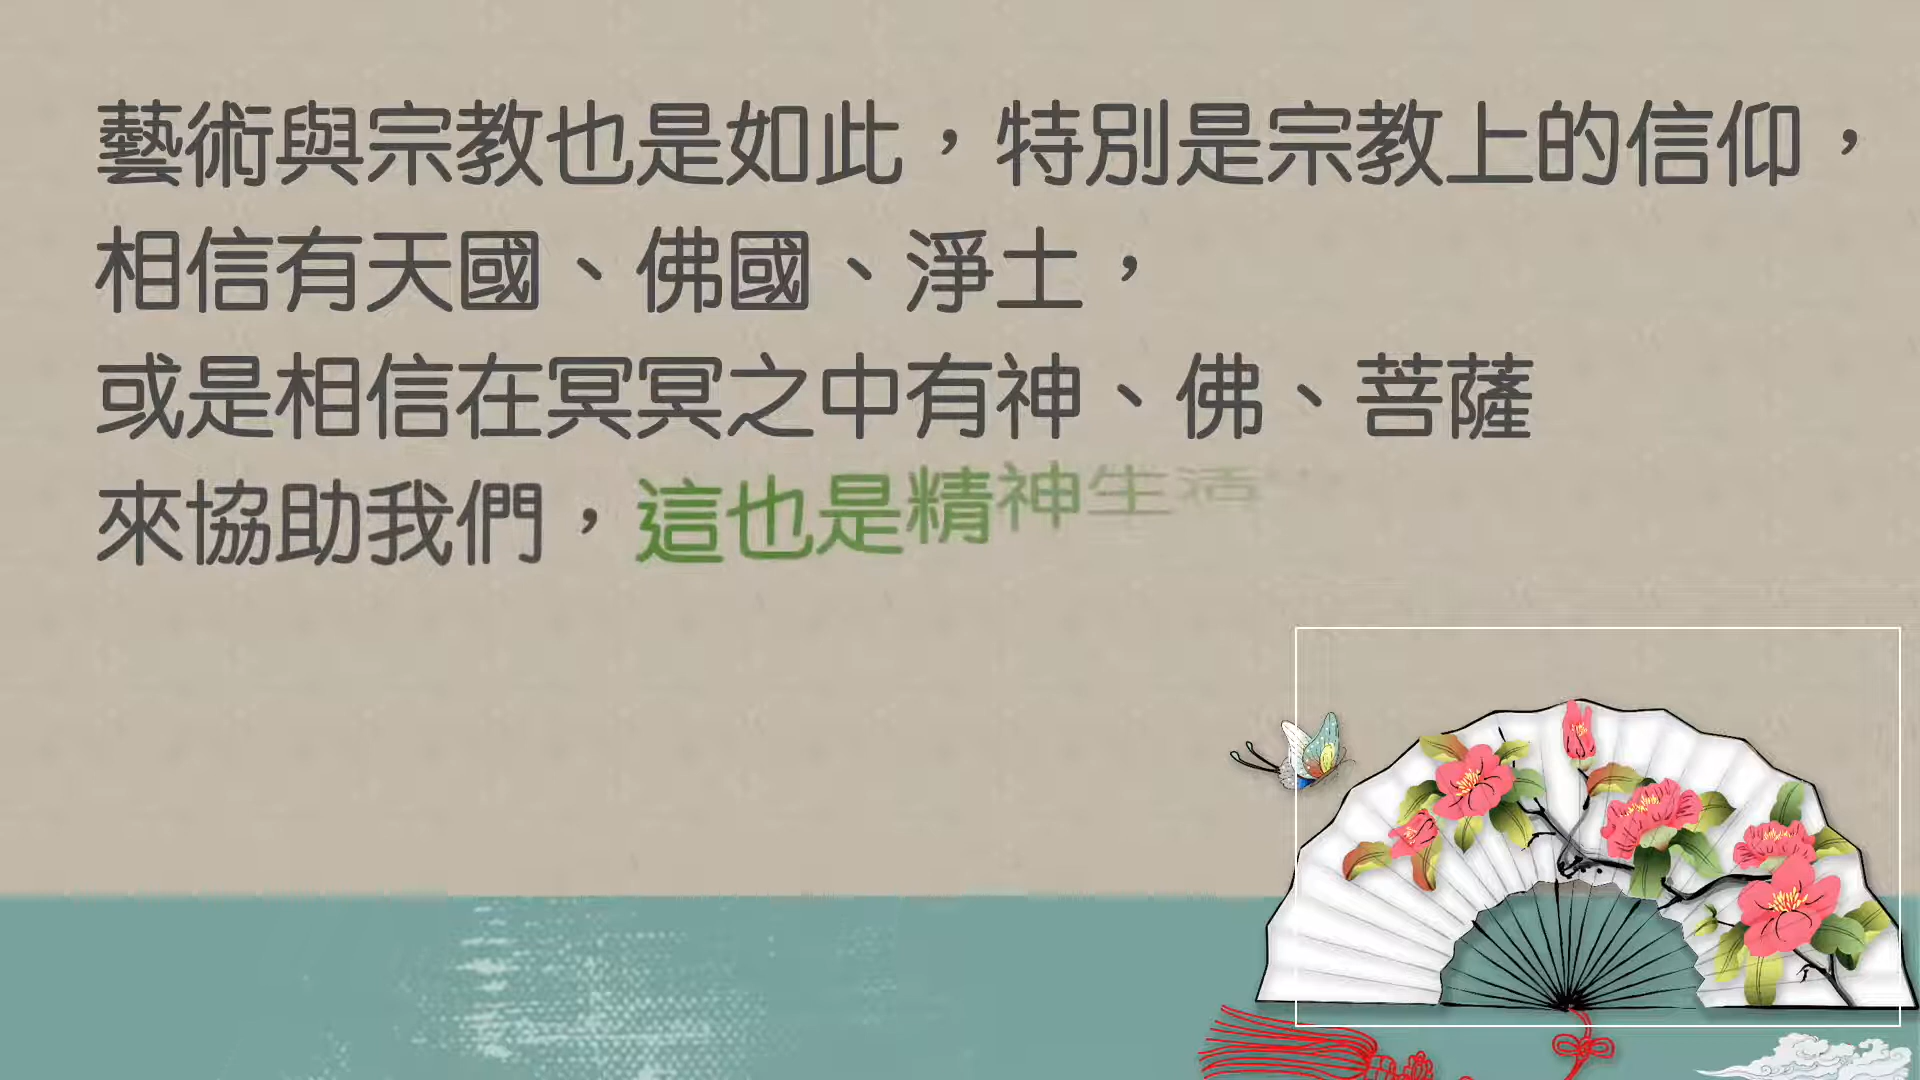 藝術與宗教也是如此，特別是宗教上的信仰，
相信有天國、佛國、淨土，
或是相信在冥冥之中有神、佛、菩薩
來協助我們，這也是精神生活